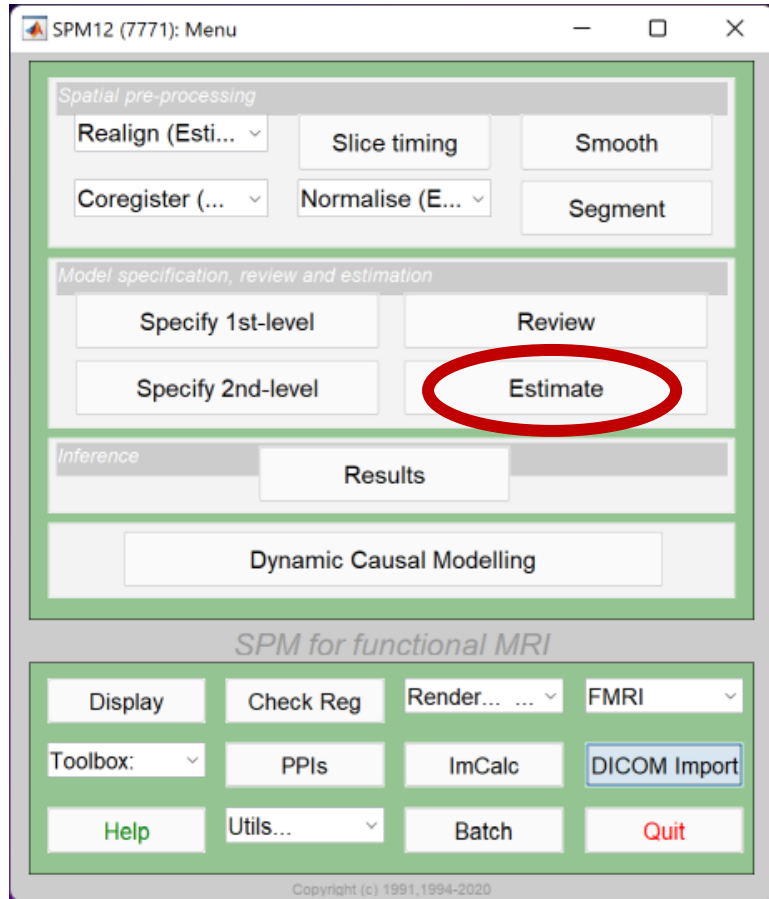 SPM12 (7771): Menu
Spatial pre-processing
Realign (Esti...
Slice timing
Smooth
Coregister (...
Normalise (E...
Segment
Model specification, review and estimation
Specify 1st-level
Review
Specify 2nd-level
Estimate
Inference
Results
Dynamic Causal Modelling
SPM for functional MRI
Display
Check Reg
Render... ...
FMRI
Toolbox:
PPIs
ImCalc
DICOM Import
Help
Utils...
Batch
Quit
Copyright (c) 1991,1994-2020